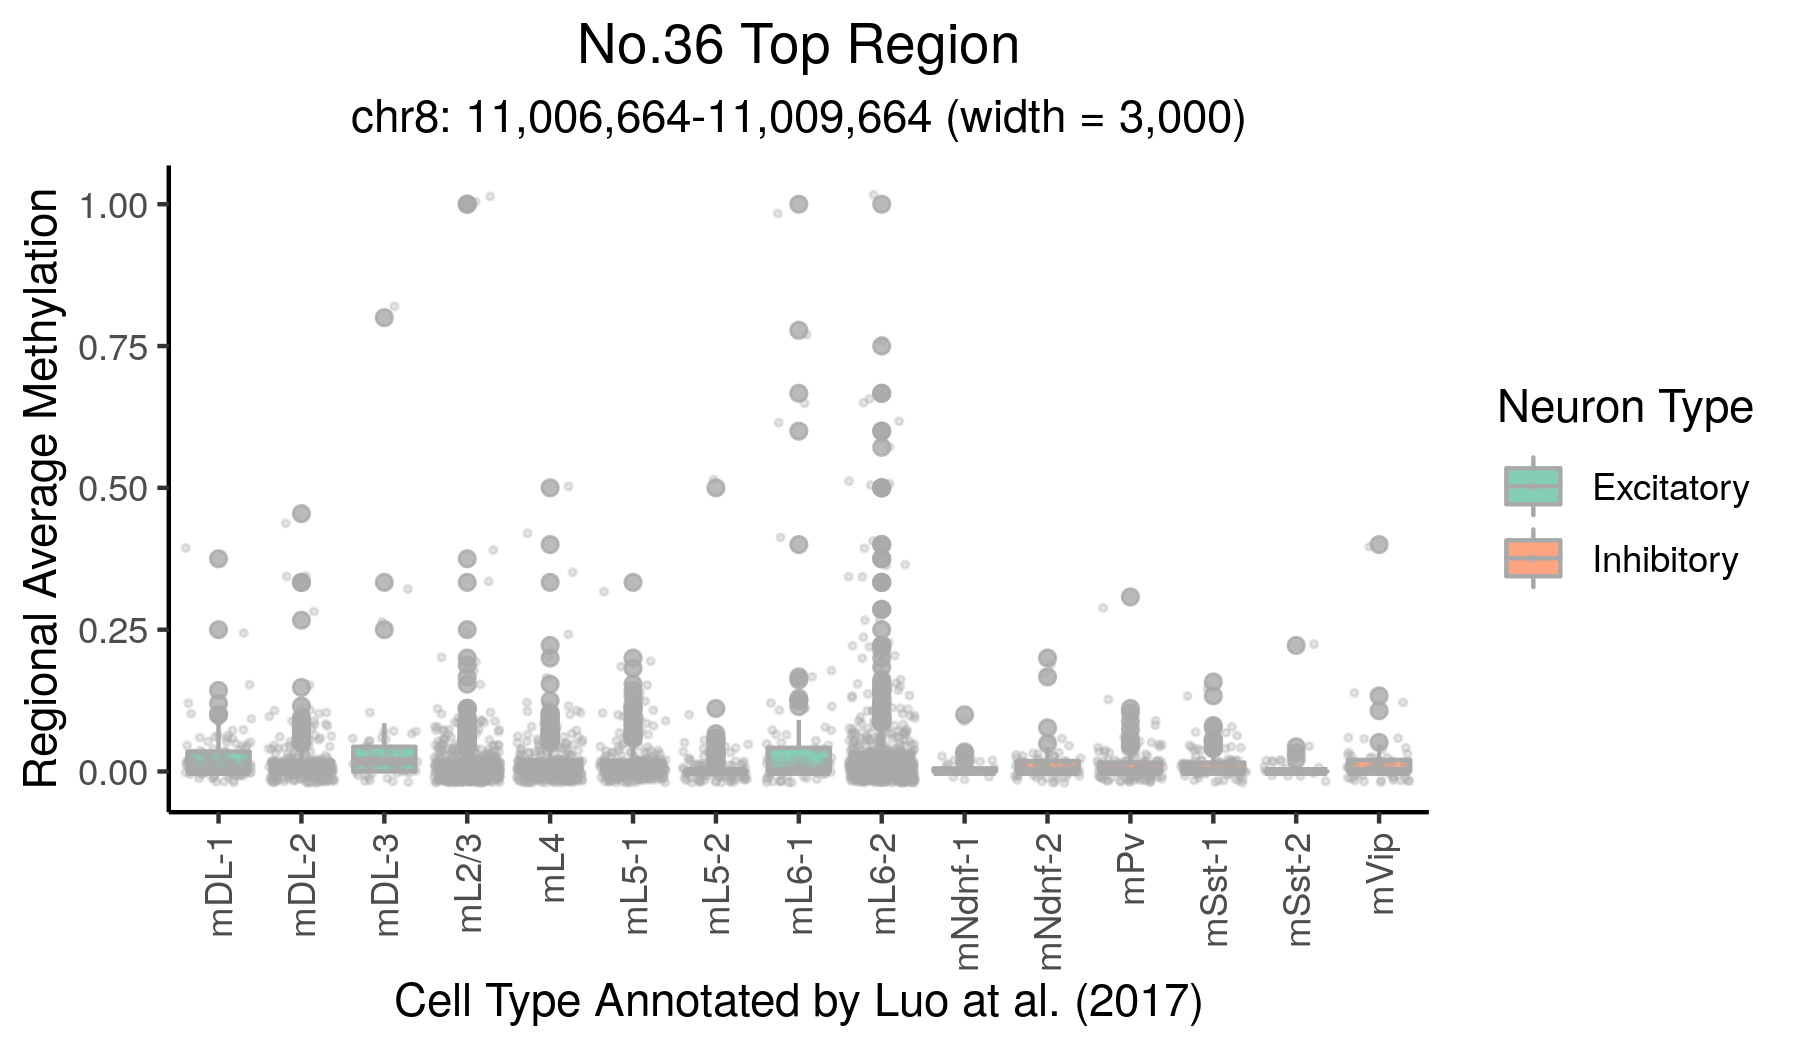 No.36 Top Region
chr8: 11,006,664-11,009,664 (width = 3,000)
Regional Average Methylation
1.00
0.75
0.50
0.25
0.00
mDL-1
mDL-2
mDL-3
mL2/3
mL4
mL5-1
mL5-2
mL6-1
mL6-2
mNdnf-1
mNdnf-2
mPv
mSst-1
mSst-2
mVip
Cell Type Annotated by Luo at al. (2017)
Neuron Type
Excitatory
Inhibitory